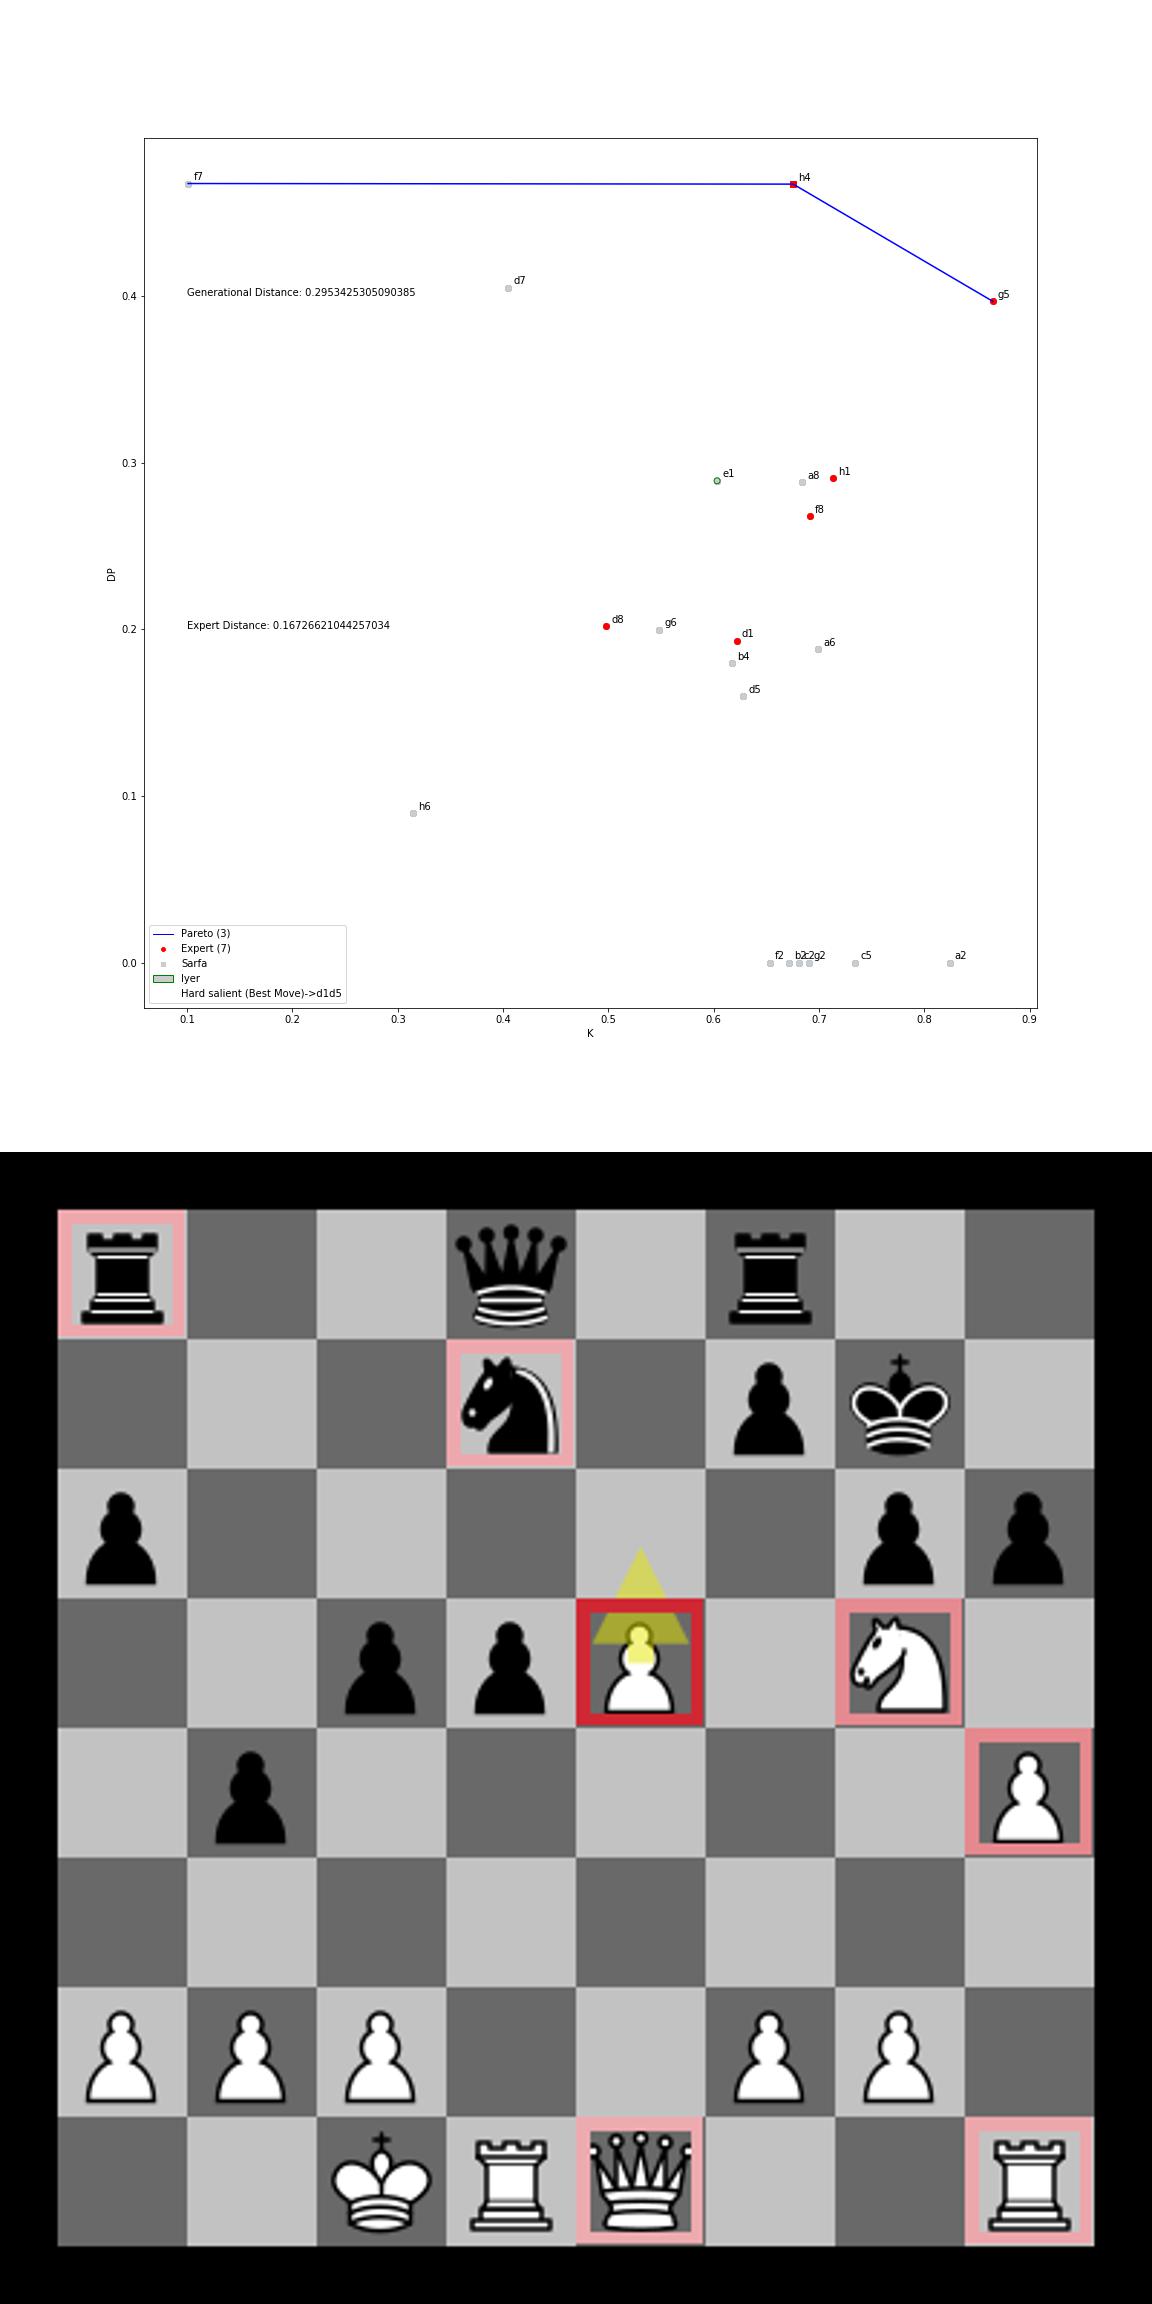 f7
h4
d7
Generational Distance: 0.2953425305090385
g5
0.4
0.3
e1
a8
h1
f8
DP
0.2
Expert Distance: 0.16726621044257034
d8
g6
d1
a6
b4
d5
0.1
h6
Pareto (3)
Expert (7)
Sarfa
Iyer
Hard salient (Best Move)->d1d5
0.0
f2
b2
c2
g2
c5
a2
0.1 0.2 0.3 0.4 0.5 0.6 0.7 0.8 0.9
K